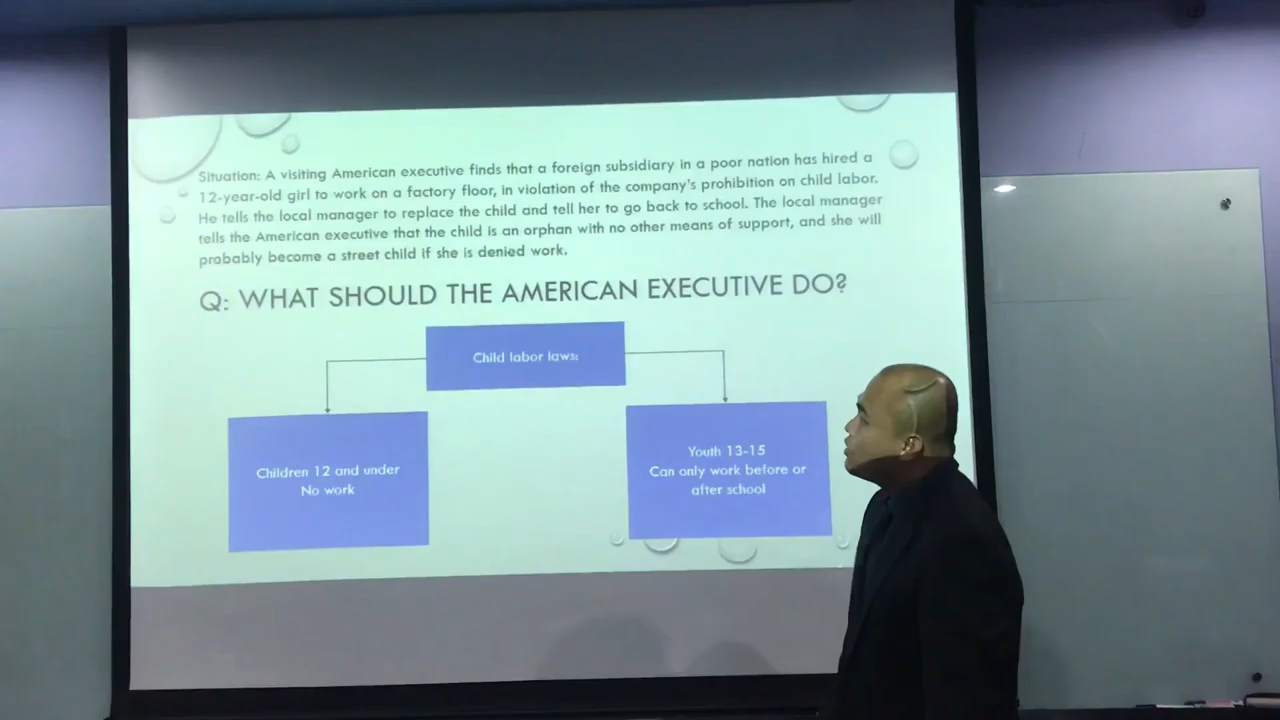 Situation: A visiting American executive finds that a foreign subsidiary in a poor nation has hired a
12-year-old girl to work on a factory floor, in violation of the company's prohibition on child labor.
He tells the local manager to replace the child and tell her to go back to school. The local manager
tells the American executive that the child is an orphan with no other means of support, and she will
probably become a street child if she is denied work.
Q: WHAT SHOULD THE AMERICAN EXECUTIVE DO?
Child labor laws:
Children 12 and under
No work
Youth 13-15
Can only work before or
after school